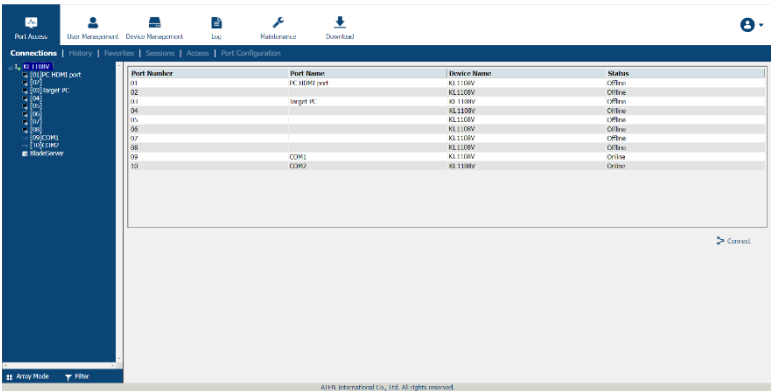 Port Access User Management Device Management Log Maintenance Download
Connections | History | Favorites | Sessions | Access | Port Configuration
KL1108V
[01]PC HDMI port
[02]
[03]Target PC
[04]
[05]
[06]
[07]
[08]
[09]COM1
[10]COM2
BladeServer
Port Number Port Name Device Name Status
01 PC HDMI port KL1108V Offline
02 KL1108V Offline
03 Target PC KL1108V Offline
04 KL1108V Offline
05 KL1108V Offline
06 KL1108V Offline
07 KL1108V Offline
08 KL1108V Offline
09 COM1 KL1108V Online
10 COM2 KL1108V Online
Connect
Array Mode Filter
ATEN International Co., Ltd. All rights reserved.